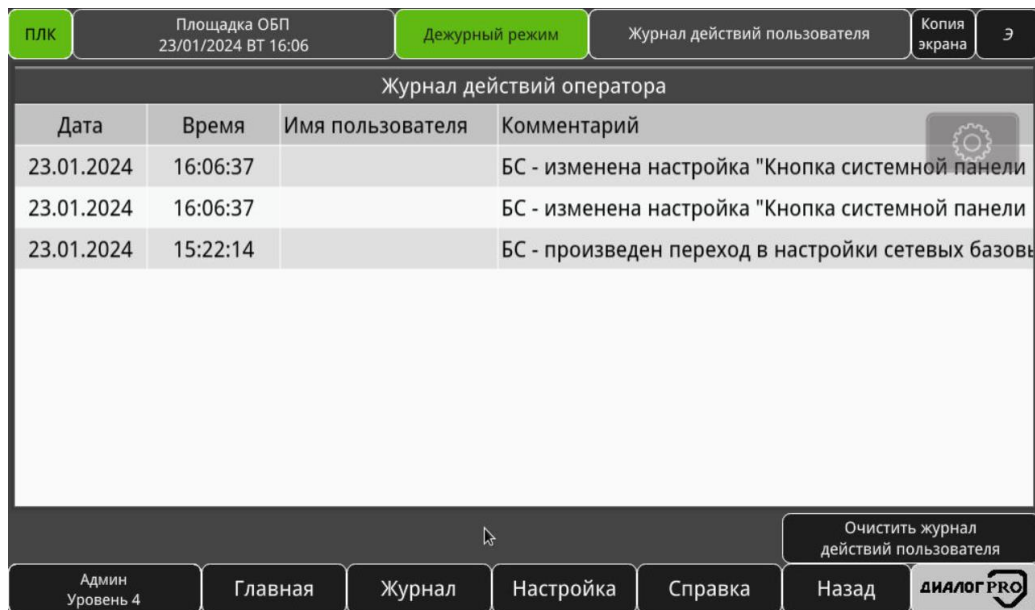 ПЛК
Площадка ОБП
23/01/2024 ВТ 16:06
Дежурный режим
Журнал действий пользователя
Копия
экрана
Э
Журнал действий оператора
Дата Время Имя пользователя Комментарий
23.01.2024 16:06:37 БС - изменена настройка "Кнопка системной панели
23.01.2024 16:06:37 БС - изменена настройка "Кнопка системной панели
23.01.2024 15:22:14 БС - произведен переход в настройки сетевых базовы
Очистить журнал
действий пользователя
Админ
Уровень 4
Главная
Журнал
Настройка
Справка
Назад
ДИАЛОГ PRO